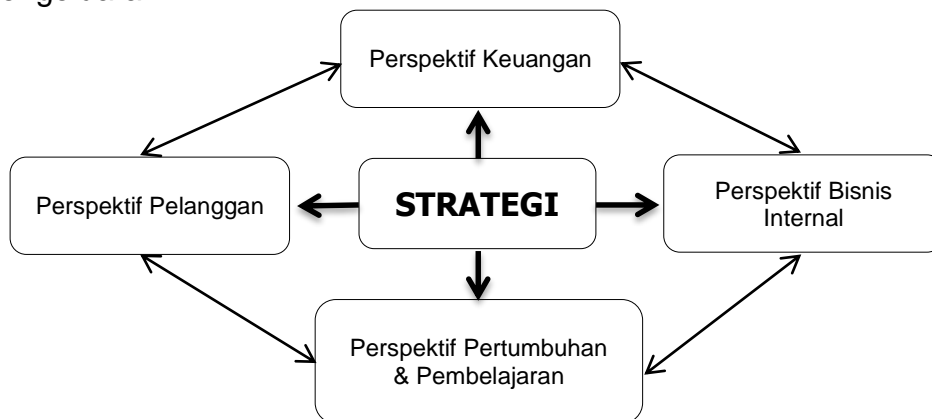 Perspektif Keuangan
Perspektif Pelanggan
STRATEGI
Perspektif Bisnis
Internal
Perspektif Pertumbuhan
& Pembelajaran